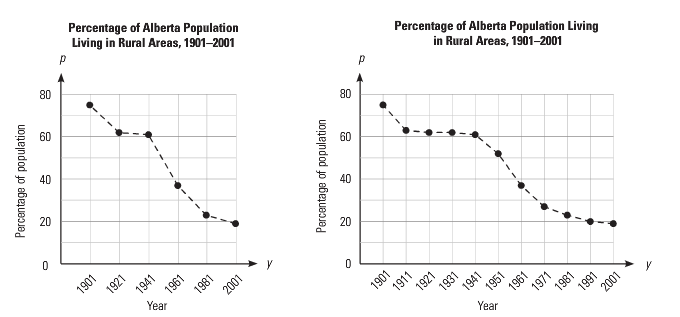 Percentage of Alberta Population
Living in Rural Areas, 1901–2001
p
80
60
40
20
0
Percentage of population
1901
1921
1941
1961
1981
2001
y
Year
Percentage of Alberta Population Living
in Rural Areas, 1901–2001
p
80
60
40
20
0
Percentage of population
1901
1911
1921
1931
1941
1951
1961
1971
1981
1991
2001
y
Year